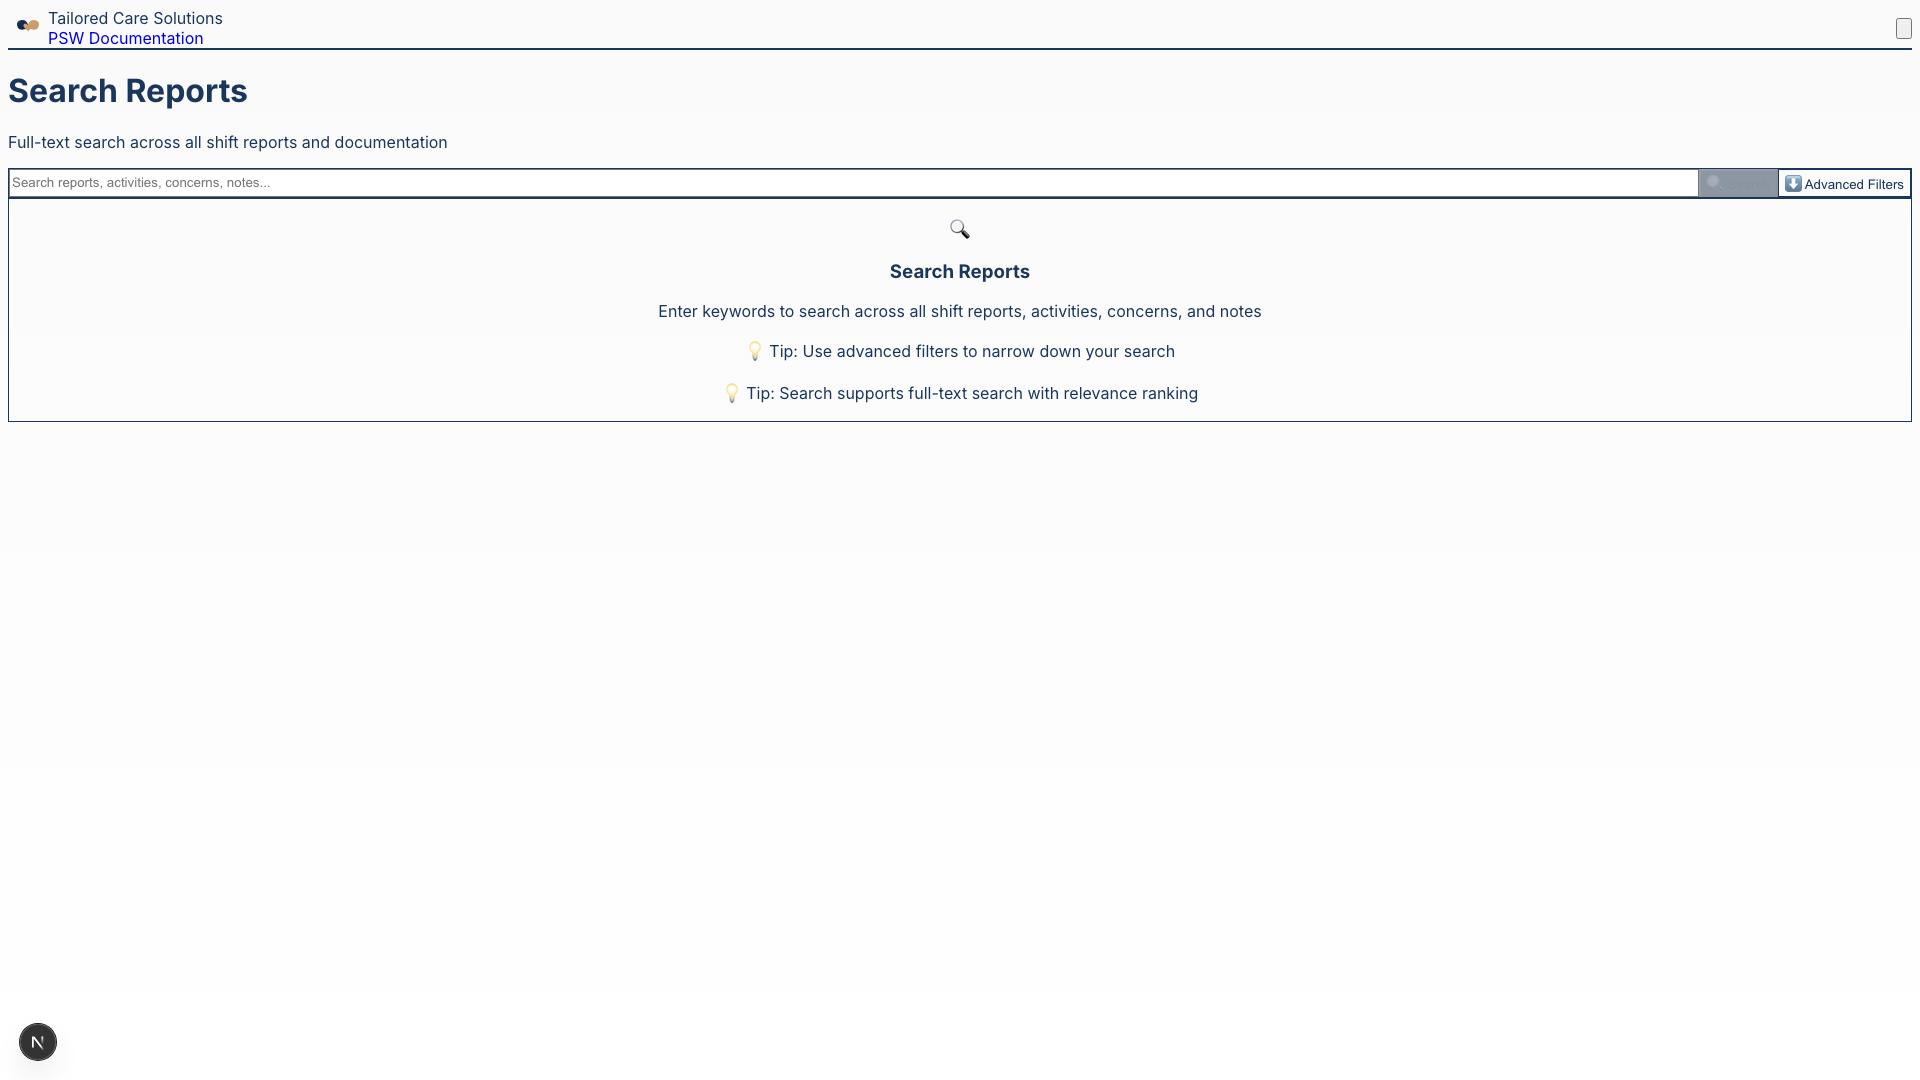 Tailored Care Solutions
PSW Documentation
Search Reports
Full-text search across all shift reports and documentation
Search reports, activities, concerns, notes...
Advanced Filters
Search Reports
Enter keywords to search across all shift reports, activities, concerns, and notes
Tip: Use advanced filters to narrow down your search
Tip: Search supports full-text search with relevance ranking
N